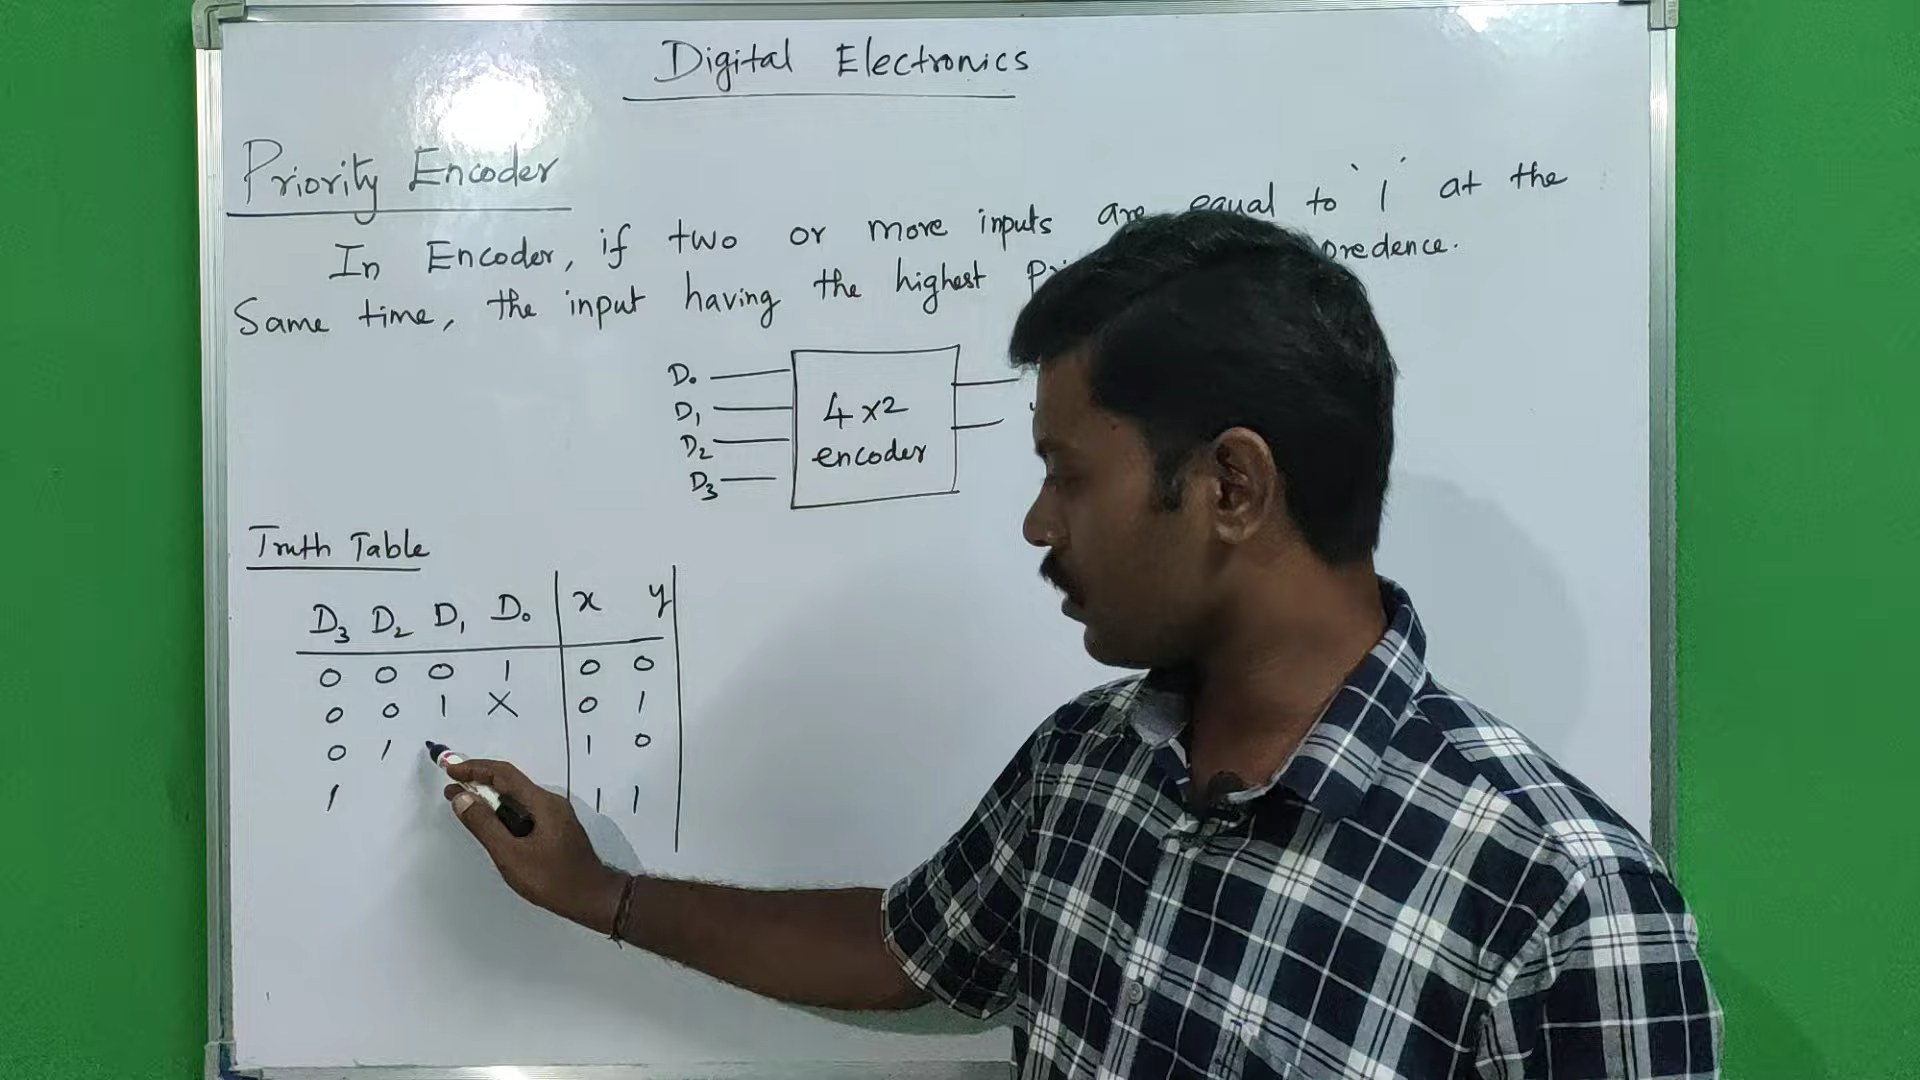 Digital Electronics
Priority Encoder
In Encoder, if two or more inputs are equal to '1' at the
Same time, the input having the highest predence.
D₀
D₁
D₂
D₃
4x2
encoder
Truth Table
D₃ D₂ D₁ D₀ x y
0 0 0 1 0 0
0 0 1 X 0 1
0 1 1 0
1 1 1